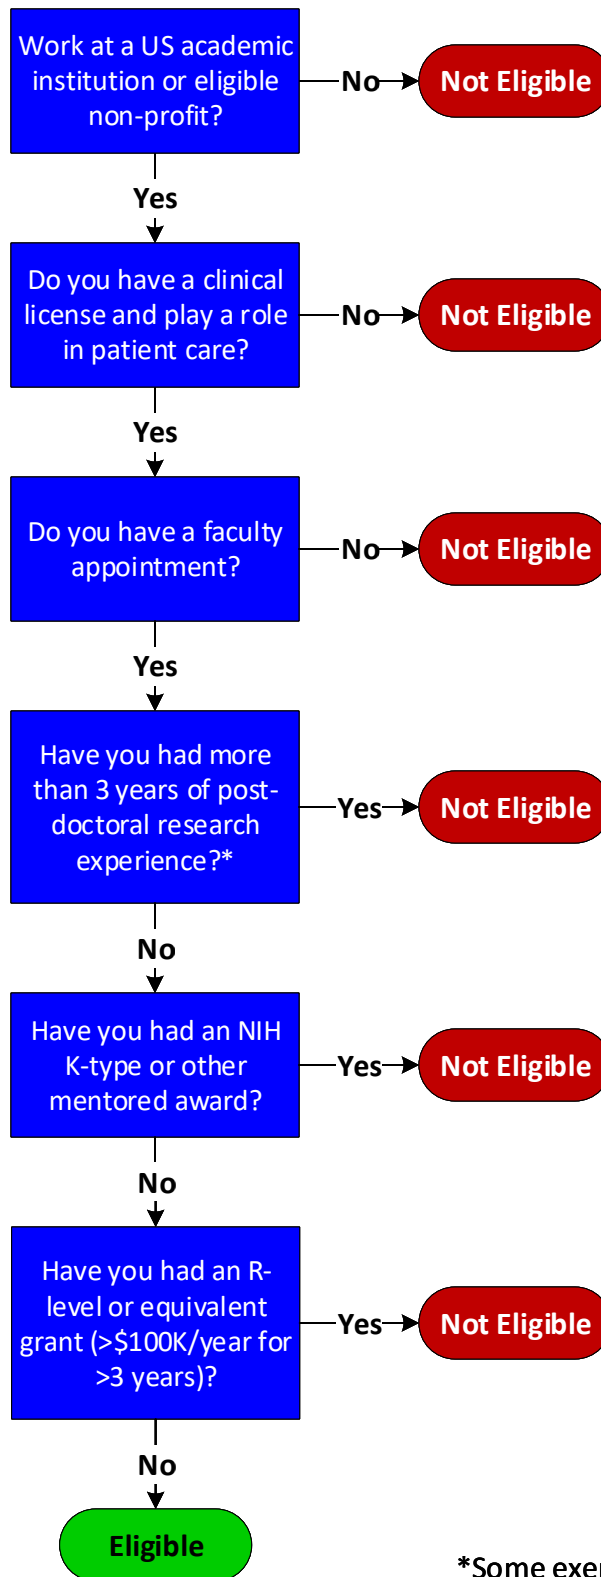 Work at a US academic
institution or eligible
non-profit?
No
Not Eligible
Yes
Do you have a clinical
license and play a role
in patient care?
No
Not Eligible
Yes
Do you have a faculty
appointment?
No
Not Eligible
Yes
Have you had more
than 3 years of post-
doctoral research
experience?*
Yes
Not Eligible
No
Have you had an NIH
K-type or other
mentored award?
Yes
Not Eligible
No
Have you had an R-
level or equivalent
grant (>$100K/year for
>3 years)?
Yes
Not Eligible
No
Eligible
*Some